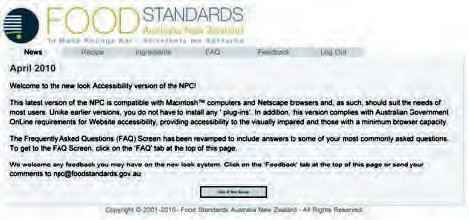 FOOD STANDARDS
Australia New Zealand
Te Mana Kounga Kai -
News Recipe Ingredients FAQ Feedback Log Out
April 2010
Welcome to the new look Accessibility version of the NPC!
This latest version of the NPC is compatible with Macintosh™ computers and Netscape browsers and, as such, should suit the needs of
most users. Unlike earlier versions, you do not have to install any ' plug-ins'. In addition, his version complies with Australian Government
OnLine requirements for Website accessibility, providing accessibility to the visually impaired and those with a minimum browser capacity.
The Frequently Asked Questions (FAQ) Screen has been revamped to include answers to some of your most commonly asked questions.
To get to the FAQ Screen, click on the 'FAQ' tab at the top of this page.
We welcome any feedback you may have on the new look system. Click on the 'Feedback' tab at the top of this page or send your
comments to npc@foodstandards.gov au
Copyright © 2001-2010- Food Standards Australia New Zealand - All Rights Reserved.